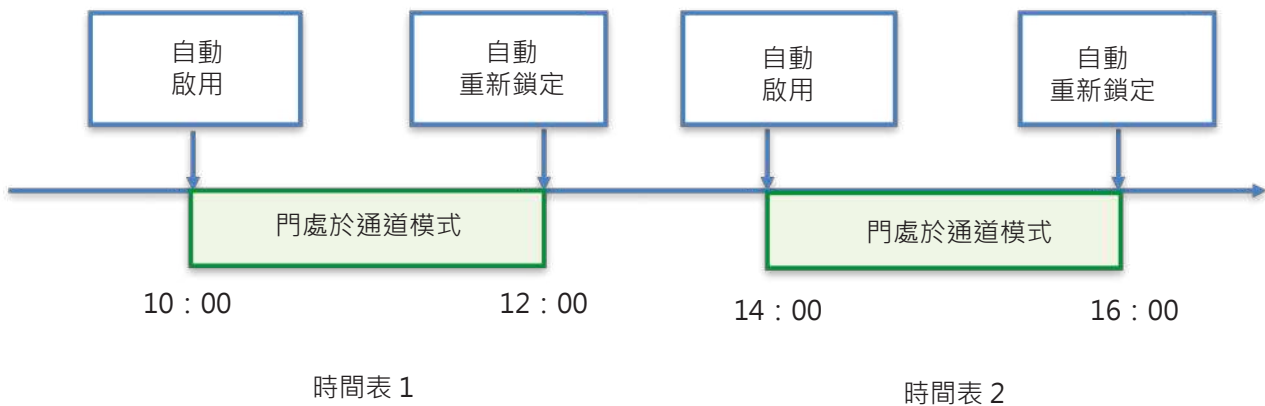 自動
啟用
自動
重新鎖定
自動
啟用
自動
重新鎖定
門處於通道模式
門處於通道模式
10：00
12：00
14：00
16：00
時間表 1
時間表 2